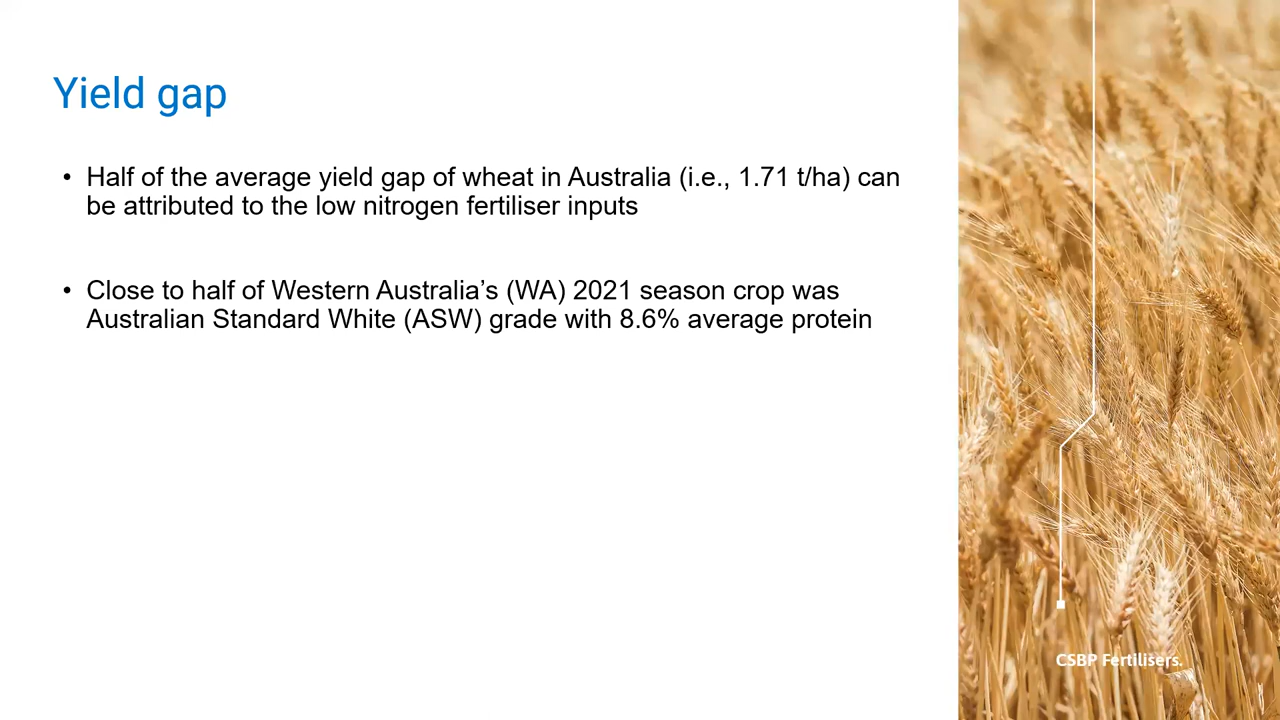 Yield gap
• Half of the average yield gap of wheat in Australia (i.e., 1.71 t/ha) can
be attributed to the low nitrogen fertiliser inputs
• Close to half of Western Australia’s (WA) 2021 season crop was
Australian Standard White (ASW) grade with 8.6% average protein
CSBP Fertilisers.